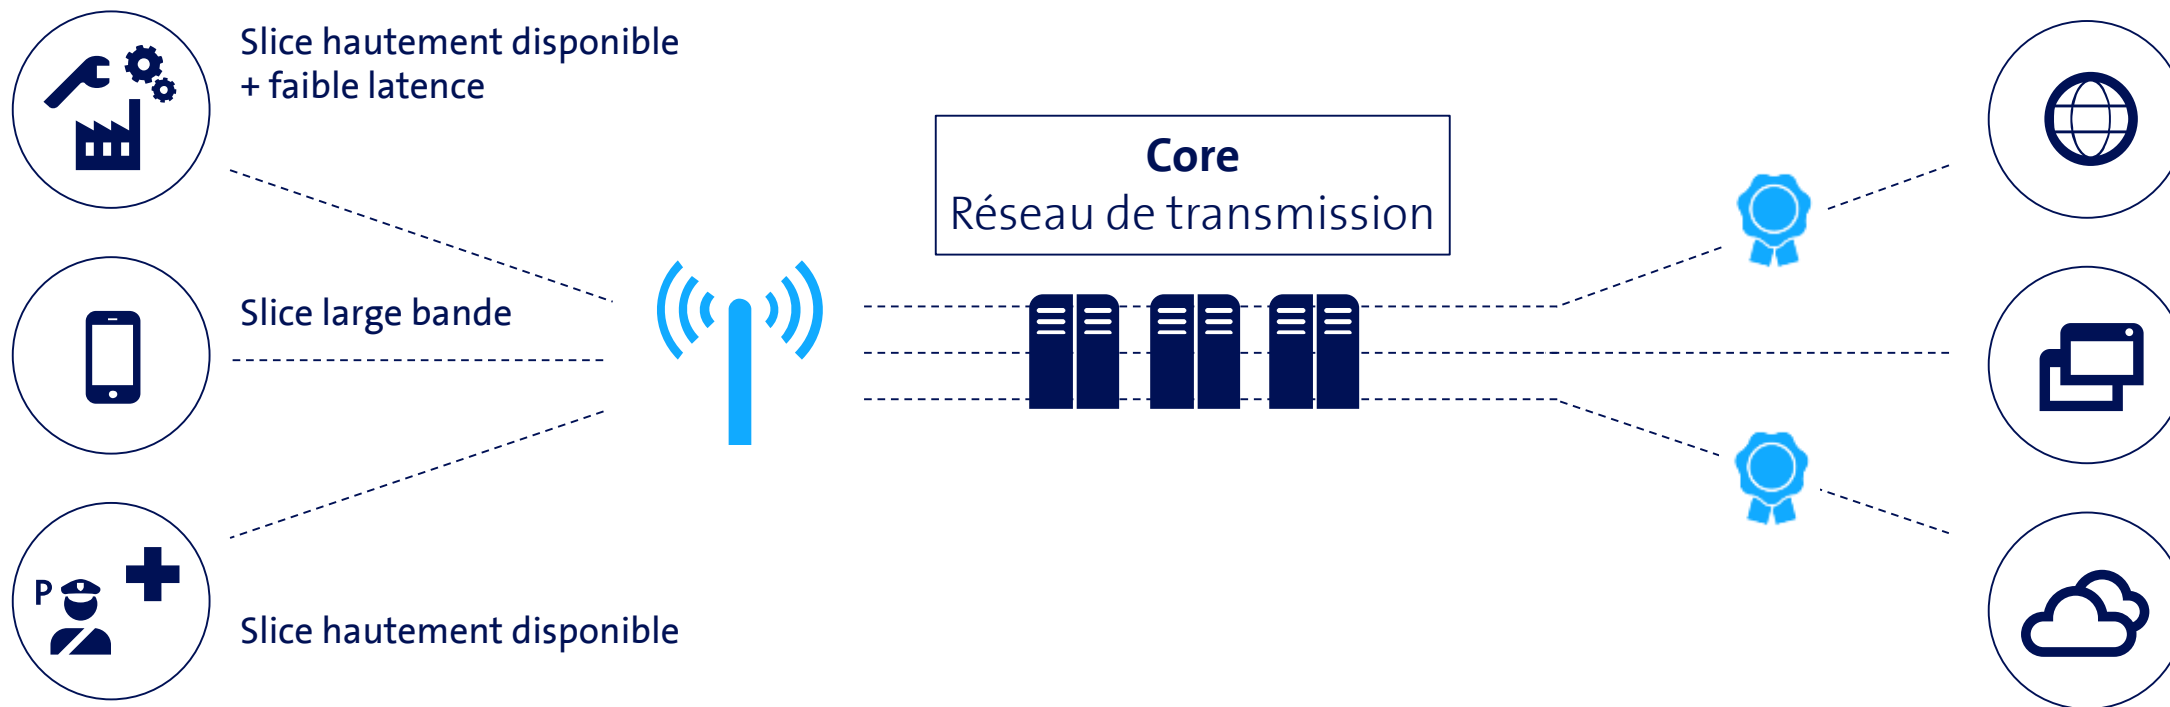 Slice hautement disponible
+ faible latence
Core
Réseau de transmission
Slice large bande
P
Slice hautement disponible